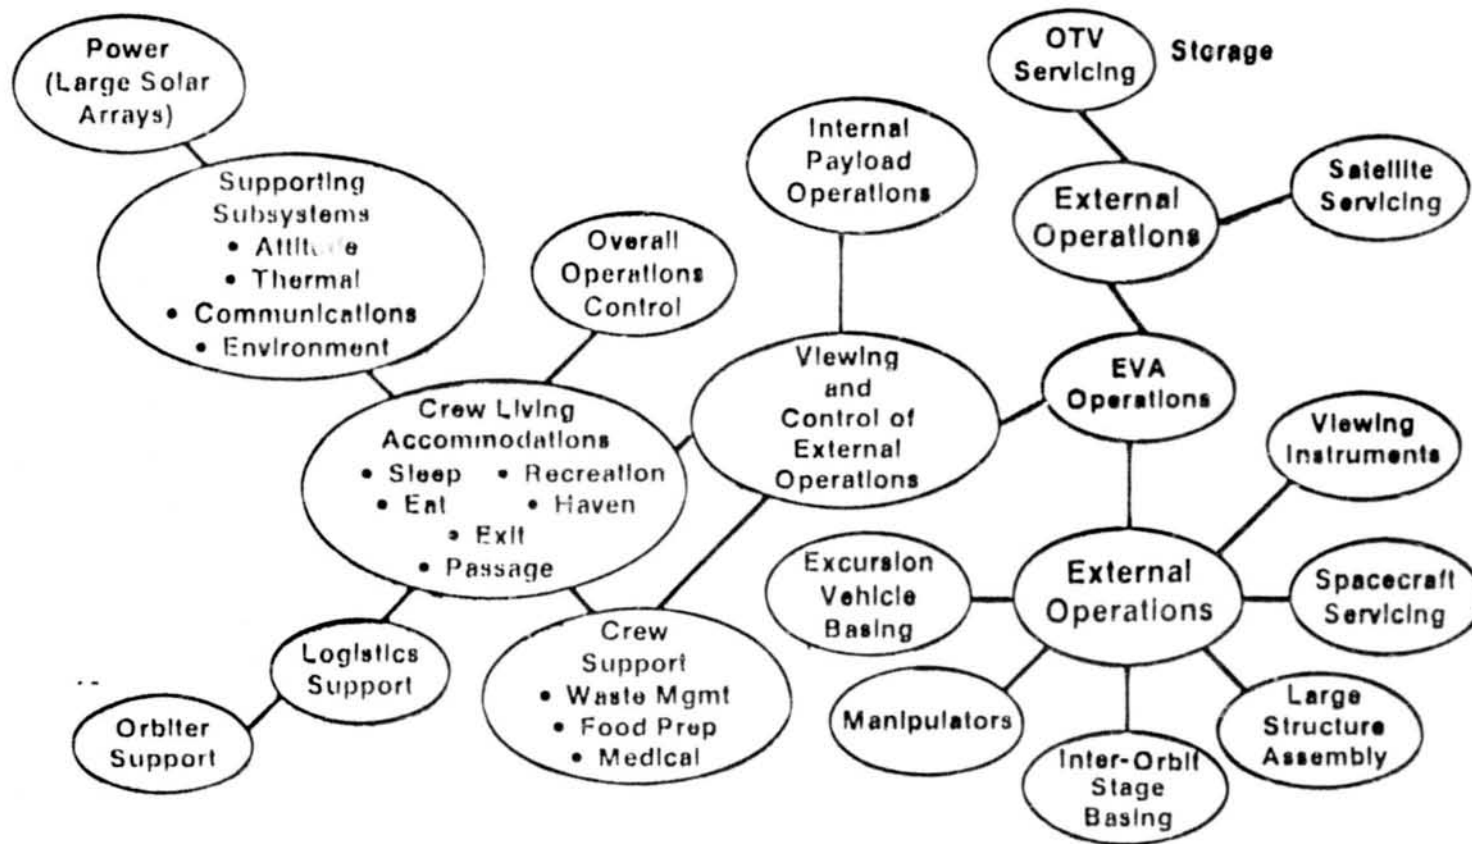 Power
(Large Solar
Arrays)
Supporting
Subsystems
• Attitude
• Thermal
• Communications
• Environment
Overall
Operations
Control
Internal
Payload
Operations
OTV
Servicing
Storage
External
Operations
Satellite
Servicing
Viewing
and
Control of
External
Operations
EVA
Operations
Crew Living
Accommodations
• Sleep • Recreation
• Eat • Haven
• Exit
• Passage
Viewing
Instruments
Excursion
Vehicle
Basing
External
Operations
Spacecraft
Servicing
Logistics
Support
Crew
Support
• Waste Mgmt
• Food Prep
• Medical
Orbiter
Support
Manipulators
Inter-Orbit
Stage
Basing
Large
Structure
Assembly